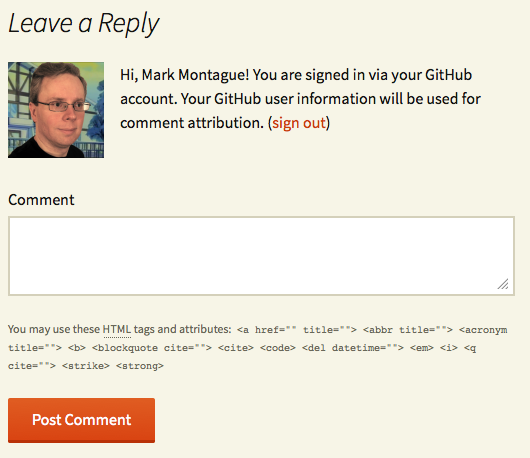 Leave a Reply
Hi, Mark Montague! You are signed in via your GitHub
account. Your GitHub user information will be used for
comment attribution. (sign out)
Comment
You may use these HTML tags and attributes: <a href="" title=""> <abbr title=""> <acronym
title=""> <b> <blockquote cite=""> <cite> <code> <del datetime=""> <em> <i> <q
cite=""> <strike> <strong>
Post Comment